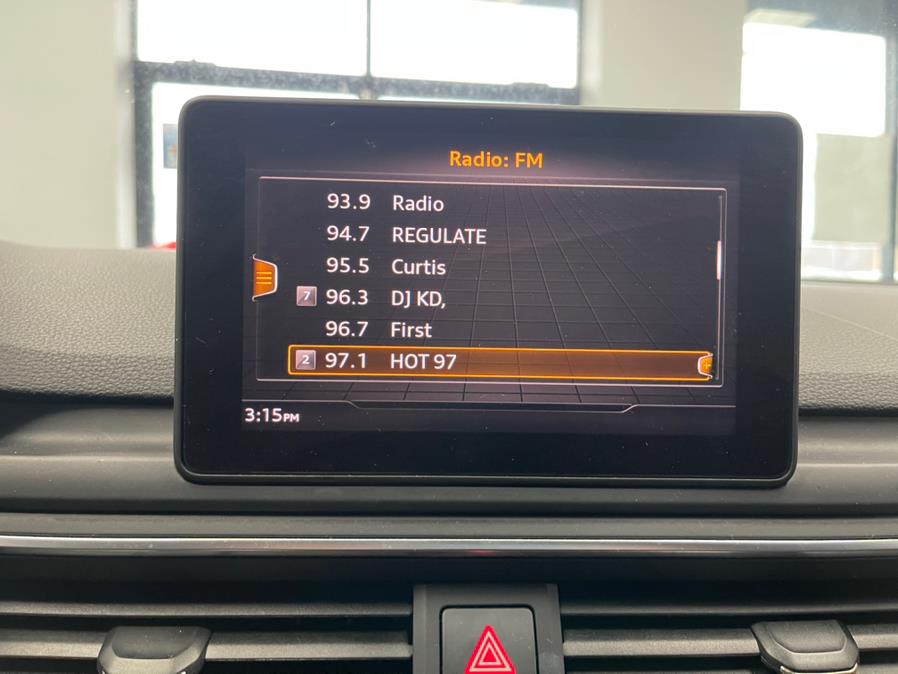 Radio: FM
93.9 Radio
94.7 REGULATE
95.5 Curtis
7 96.3 DJ KD,
96.7 First
2 97.1 HOT 97
3:15PM